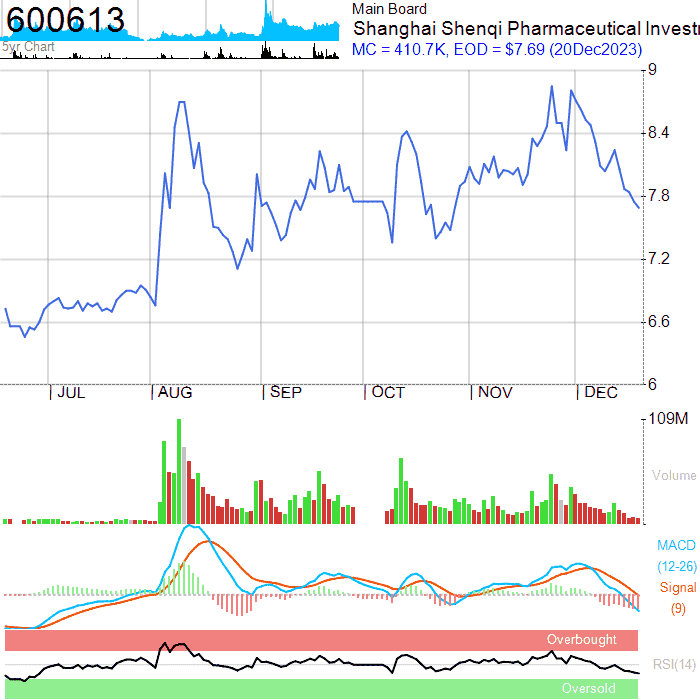 600613
5yr Chart
Main Board
Shanghai Shenqi Pharmaceutical Investr
MC = 410.7K, EOD = $7.69 (20Dec2023)
9
8.4
7.8
7.2
6.6
6
JUL AUG SEP OCT NOV DEC
109M
Volume
MACD
(12-26)
Signal
(9)
Overbought
RSI(14)
Oversold